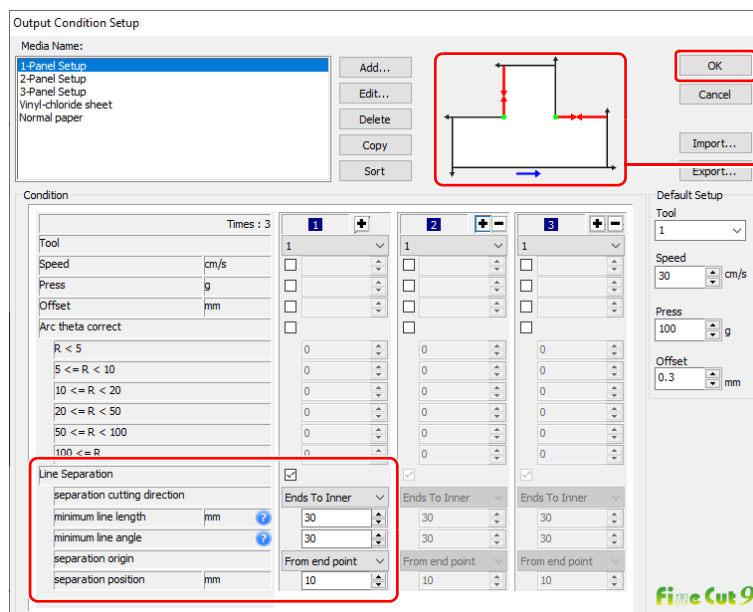 Output Condition Setup
Media Name:
1-Panel Setup
2-Panel Setup
3-Panel Setup
Vinyl-chloride sheet
Normal paper
Add...
Edit...
Delete
Copy
Sort
OK
Cancel
Import...
Export...
Condition
Times : 3 1 + 2 + − 3 + −
Tool 1 1 1
Speed cm/s
Press g
Offset mm
Arc theta correct
R < 5 0 0 0
5 <= R < 10 0 0 0
10 <= R < 20 0 0 0
20 <= R < 50 0 0 0
50 <= R < 100 0 0 0
100 <= R 0 0 0
Line Separation
separation cutting direction Ends To Inner Ends To Inner Ends To Inner
minimum line length mm ? 30 30 30
minimum line angle ? 30 30 30
separation origin From end point From end point From end point
separation position mm 10 10 10
Default Setup
Tool
1
Speed
30 cm/s
Press
100 g
Offset
0.3 mm
Fine Cut 9